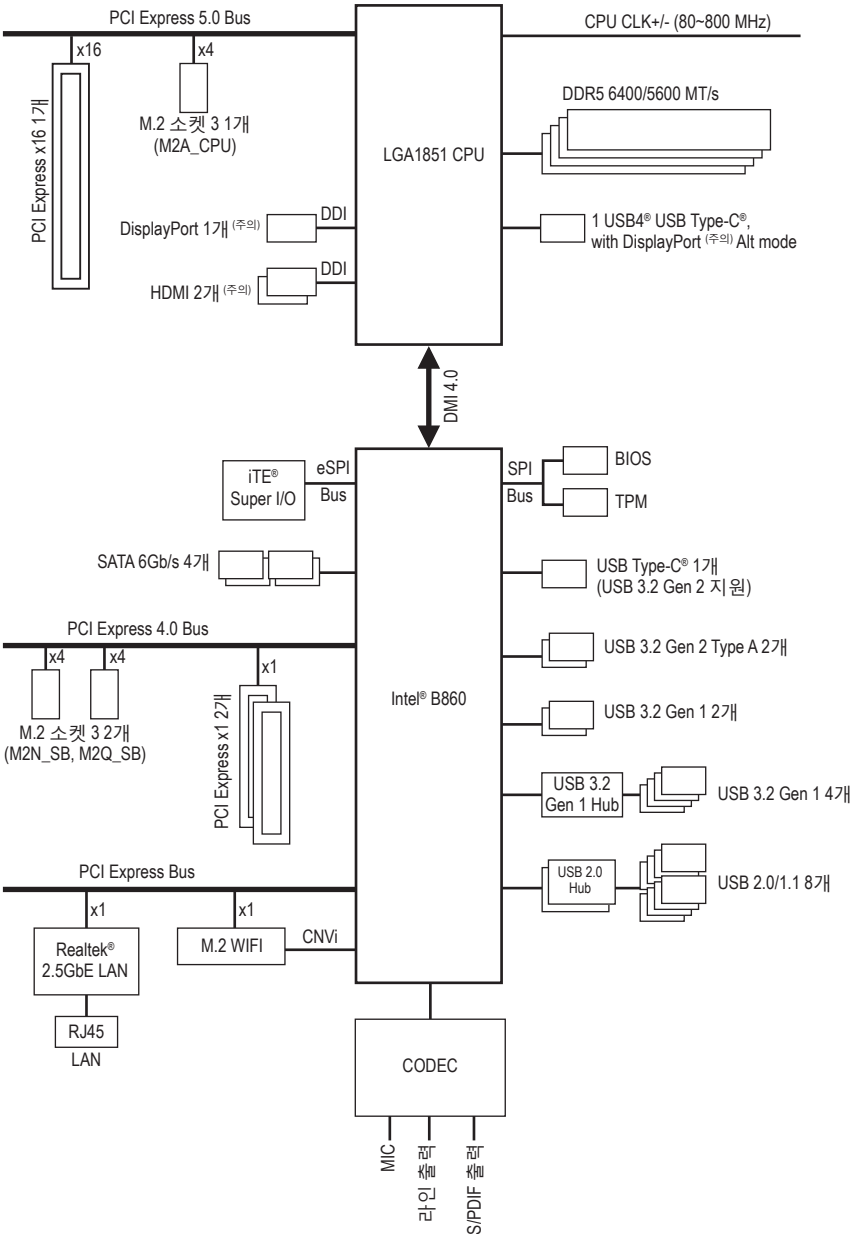 PCI Express 5.0 Bus
CPU CLK+/- (80~800 MHz)
x16
x4
PCI Express x16 1개
M.2 소켓 3 1개
(M2A_CPU)
LGA1851 CPU
DDR5 6400/5600 MT/s
DisplayPort 1개 (주의)
DDI
1 USB4® USB Type-C®,
with DisplayPort (주의) Alt mode
HDMI 2개 (주의)
DDI
DMI 4.0
iTE®
Super I/O
eSPI
Bus
SPI
Bus
BIOS
TPM
SATA 6Gb/s 4개
USB Type-C® 1개
(USB 3.2 Gen 2 지원)
PCI Express 4.0 Bus
x4
x4
x1
USB 3.2 Gen 2 Type A 2개
M.2 소켓 3 2개
(M2N_SB, M2Q_SB)
PCI Express x1 2개
Intel® B860
USB 3.2 Gen 1 2개
USB 3.2
Gen 1 Hub
USB 3.2 Gen 1 4개
PCI Express Bus
USB 2.0
Hub
USB 2.0/1.1 8개
x1
x1
Realtek®
2.5GbE LAN
M.2 WIFI
CNVi
RJ45
LAN
CODEC
MIC
라인 출력
S/PDIF 출력